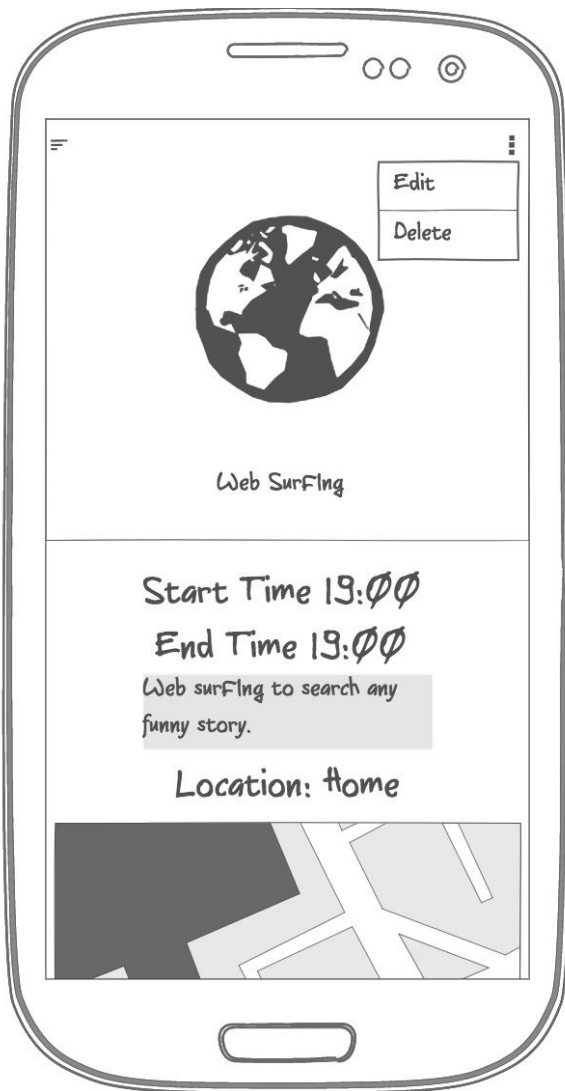 Edit
Delete
Web Surfing
Start Time 19:00
End Time 19:00
Web surfing to search any
funny story.
Location: Home